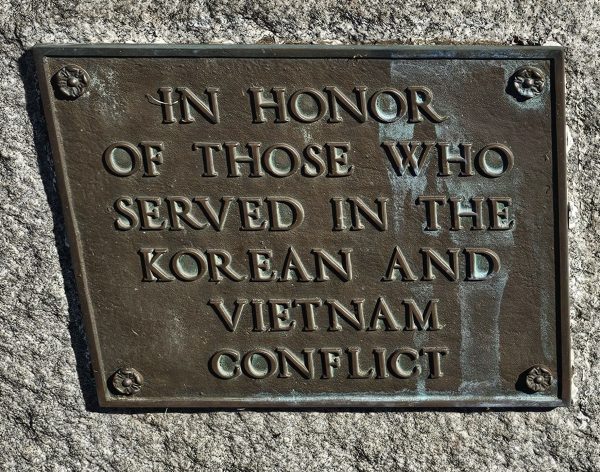 IN HONOR
OF THOSE WHO
SERVED IN THE
KOREAN AND
VIETNAM
CONFLICT